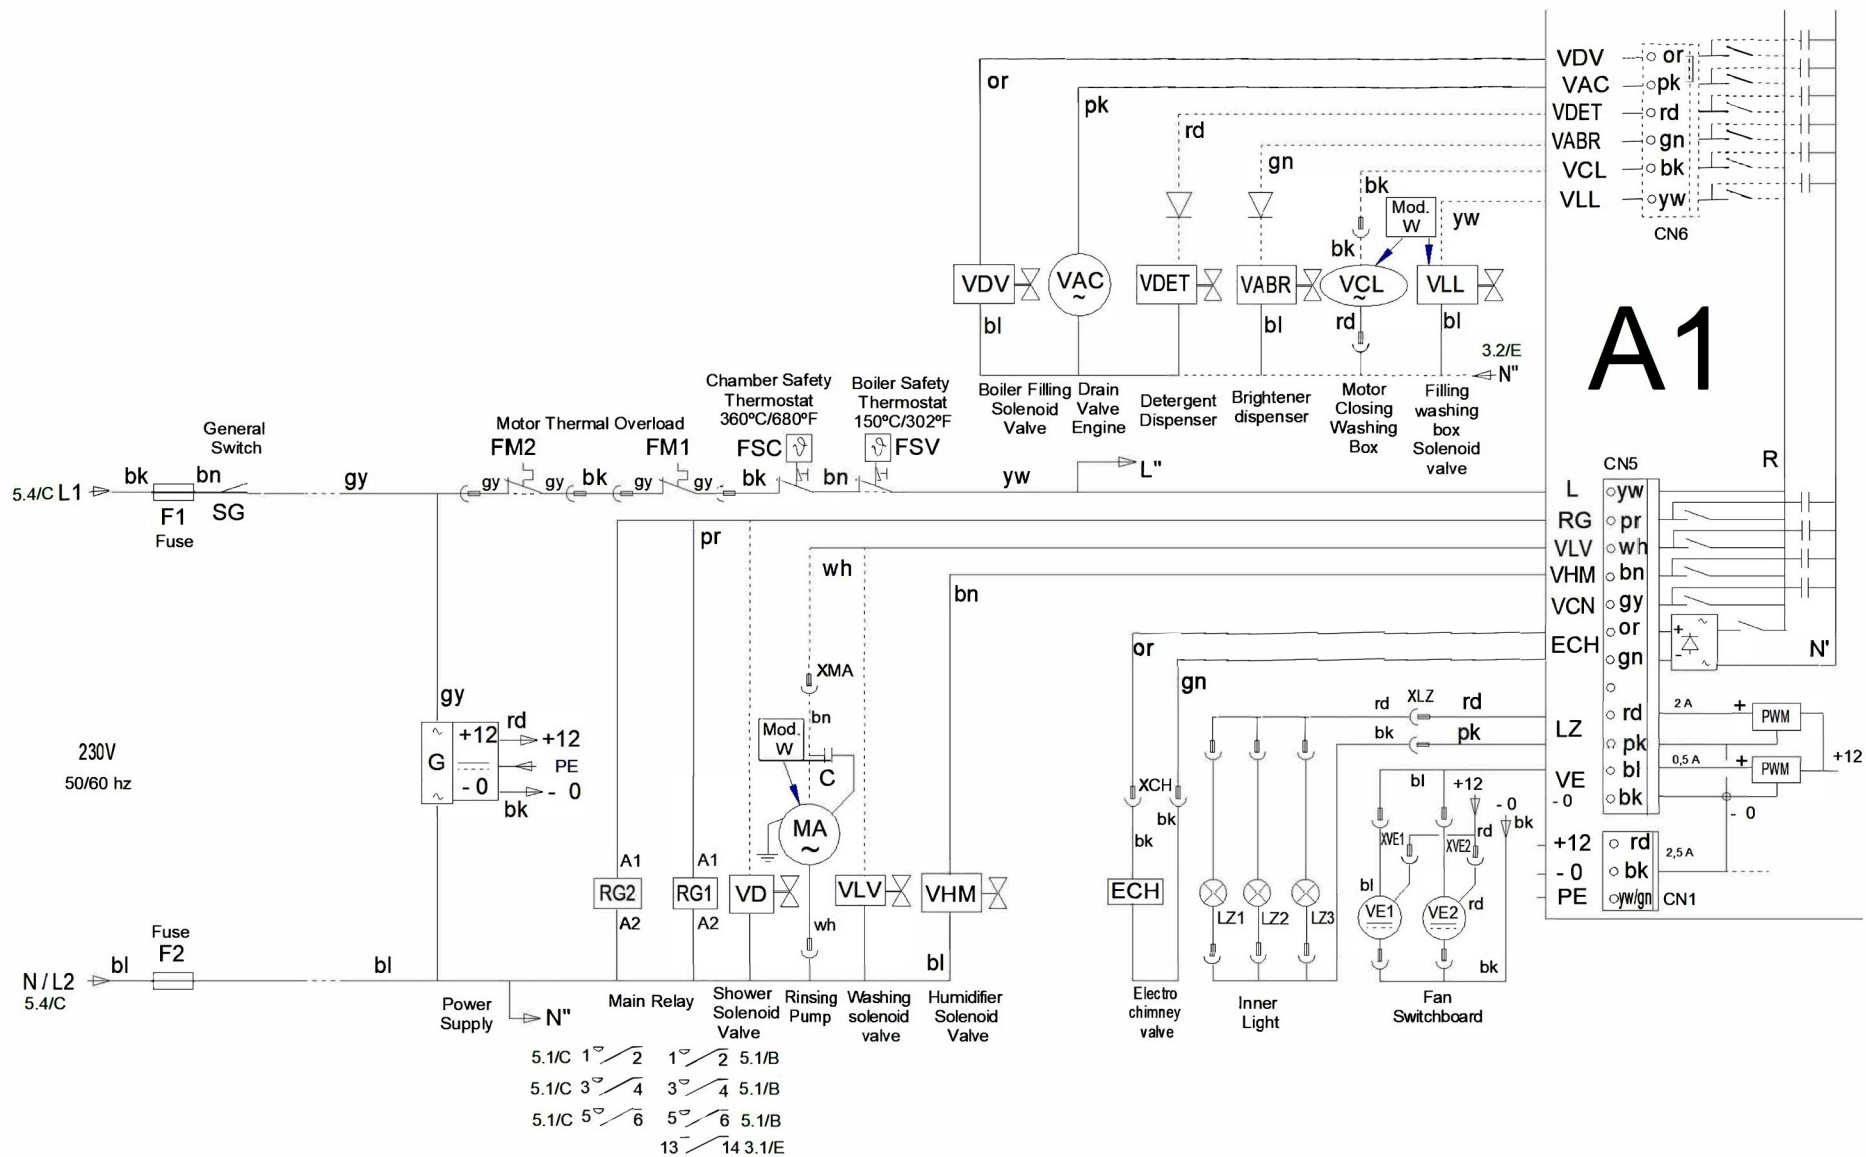 VDV or
VAC pk
VDET rd
VABR gn
VCL bk
VLL yw
CN6
or
pk
rd
gn
bk
Mod.
W
yw
bk
VDV
VAC
~
VDET
VABR
VCL
~
VLL
bl
bl
rd
bl
3.2/E
N"
A1
Boiler Filling
Solenoid
Valve
Drain
Valve
Engine
Detergent
Dispenser
Brightener
dispenser
Motor
Closing
Washing
Box
Filling
washing
box
Solenoid
valve
Chamber Safety
Thermostat
360ºC/680ºF
FSC
Boiler Safety
Thermostat
150ºC/302ºF
FSV
Motor Thermal Overload
FM2
FM1
General
Switch
5.4/C L1
bk
bn
F1
Fuse
SG
gy
gy
gy
bk
gy
gy
bk
bn
yw
L"
CN5
R
L yw
RG pr
VLV wh
VHM bn
VCN gy
ECH or
gn
N'
+
~
-
~
pr
wh
bn
or
gn
XMA
bn
Mod.
W
C
MA
~
wh
230V
50/60 hz
gy
~
G
~
+12
- 0
rd
+12
PE
- 0
bk
LZ rd
pk
VE bl
- 0 bk
2 A
0,5 A
+
PWM
+
PWM
+12
- 0
rd
XLZ
rd
bk
pk
+12 rd
- 0 bk
PE yw/gn
2,5 A
CN1
XCH
bk
bk
ECH
LZ1
LZ2
LZ3
bl
+12
- 0
bk
rd
XVE1
XVE2
bl
VE1
VE2
rd
bk
A1
RG2
A2
A1
RG1
A2
VD
VLV
VHM
bl
Fuse
F2
N / L2
5.4/C
bl
bl
Power
Supply
N"
Main Relay
Shower
Solenoid
Valve
Rinsing
Pump
Washing
solenoid
valve
Humidifier
Solenoid
Valve
Electro
chimney
valve
Inner
Light
Fan
Switchboard
5.1/C 1 2 1 2 5.1/B
5.1/C 3 4 3 4 5.1/B
5.1/C 5 6 5 6 5.1/B
13 14 3.1/E